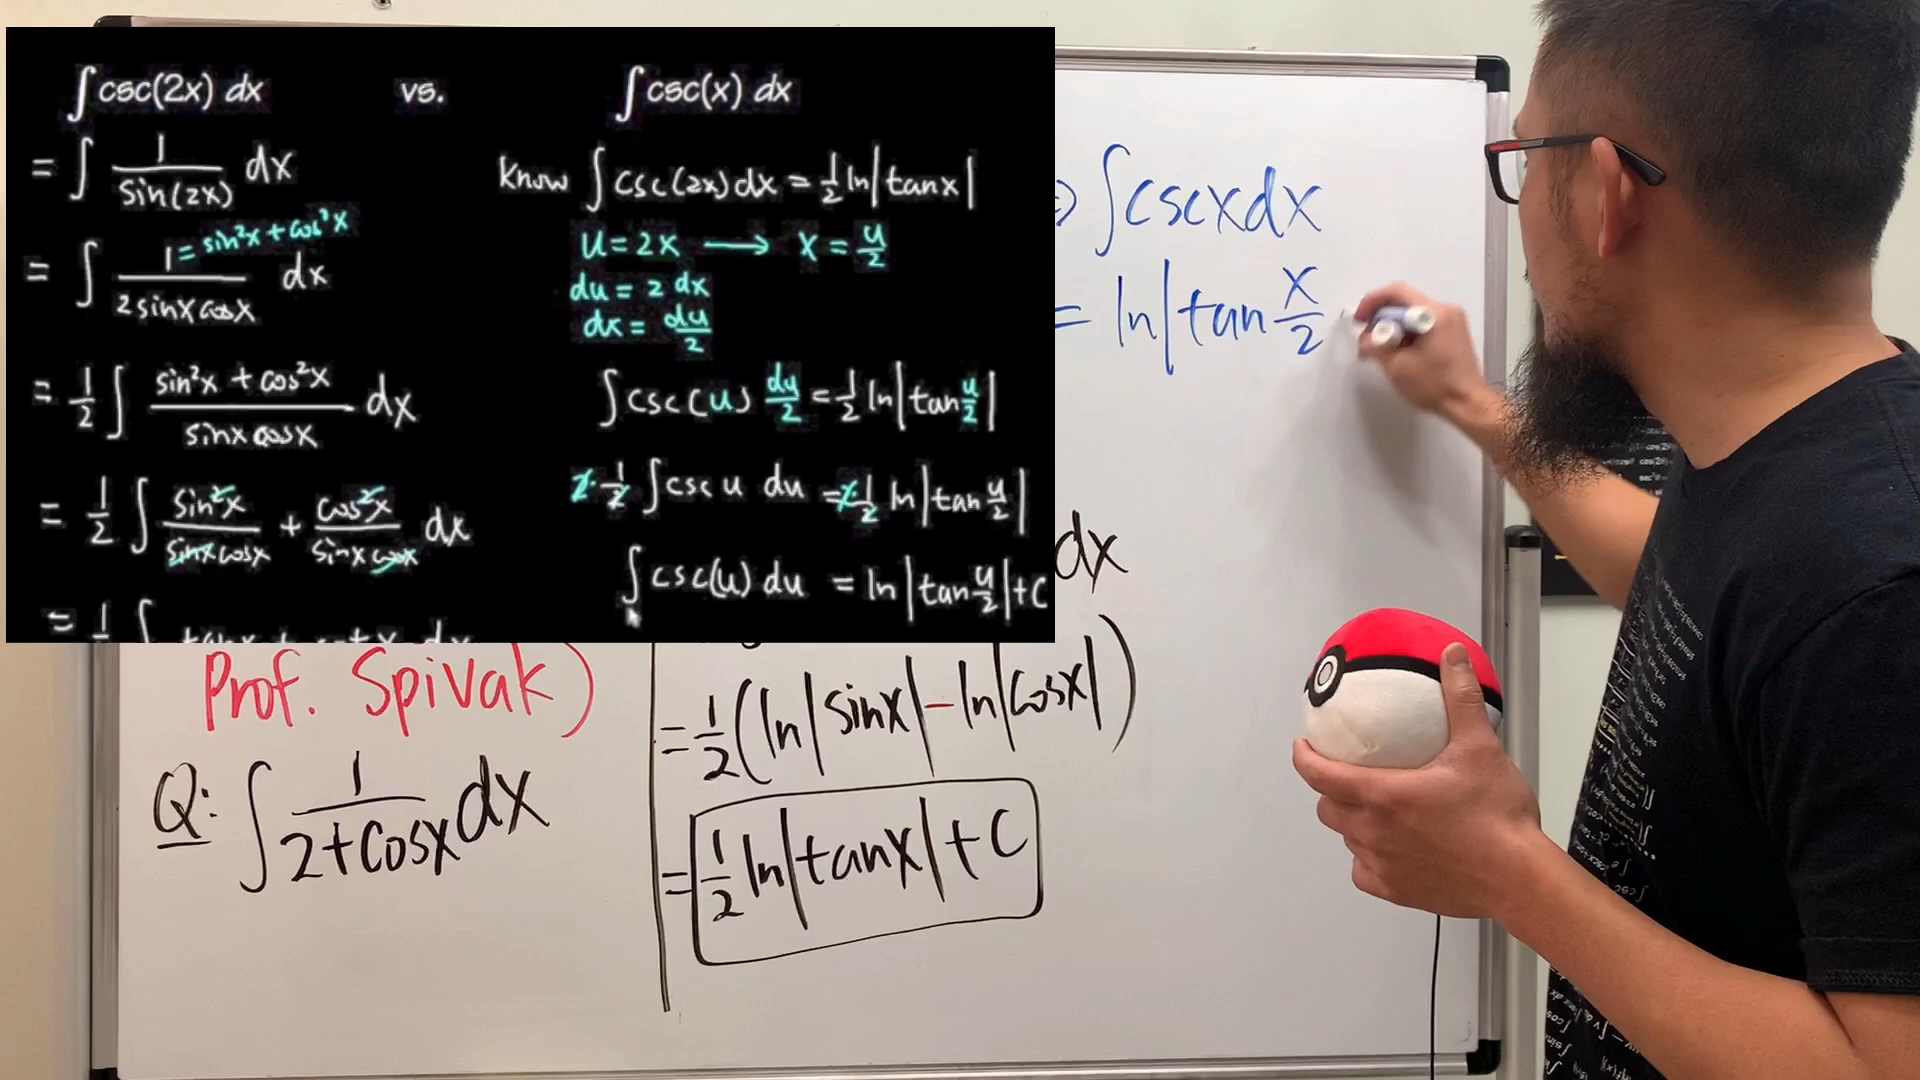 ∫csc(2x) dx vs. ∫csc(x) dx
= ∫ 1/sin(2x) dx
= ∫ 1 = sin²x + cos²x / 2 sinx cosx dx
= 1/2 ∫ sin²x + cos²x / sinx cosx dx
= 1/2 ∫ sin²x / sinx cosx + cos²x / sinx cosx dx
Know ∫csc(2x)dx = 1/2 ln|tanx|
u = 2x → x = u/2
du = 2 dx
dx = du/2
∫csc(u) du/2 = 1/2 ln|tan u/2|
2 · 1/2 ∫csc u du = 2 · 1/2 ln|tan u/2|
∫csc(u) du = ln|tan u/2| + C
∫cscxdx
= ln|tan x/2
dx
Prof. Spivak)
Q: ∫ 1/2+cosx dx
= 1/2 (ln|sinx| - ln|cosx|)
= 1/2 ln|tanx| + C